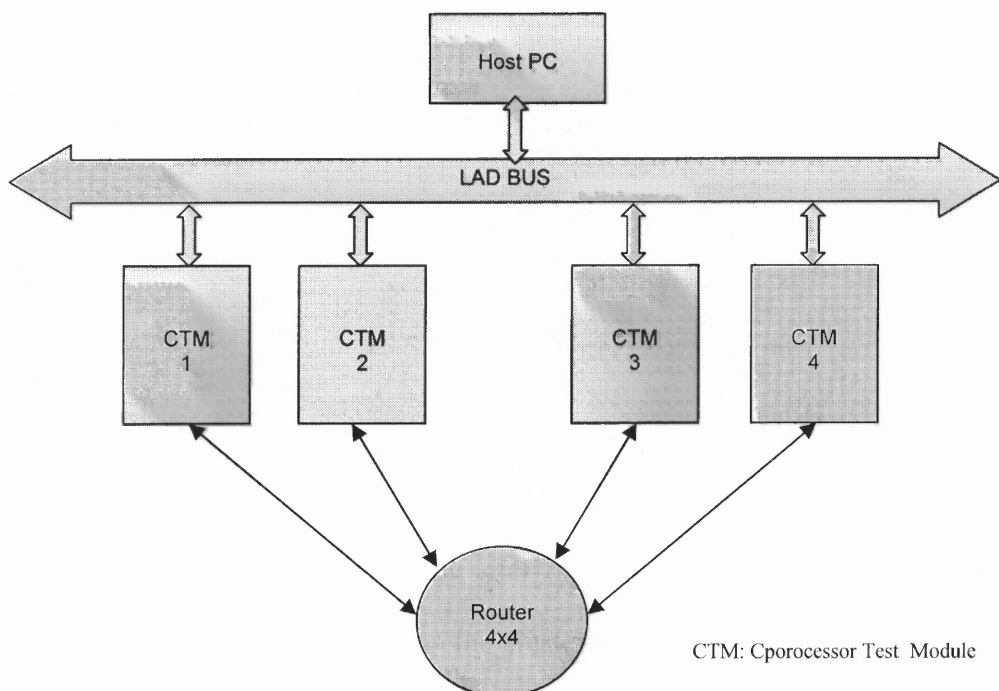 Host PC
LAD BUS
CTM
1
CTM
2
CTM
3
CTM
4
Router
4x4
CTM: Cporocessor Test Module